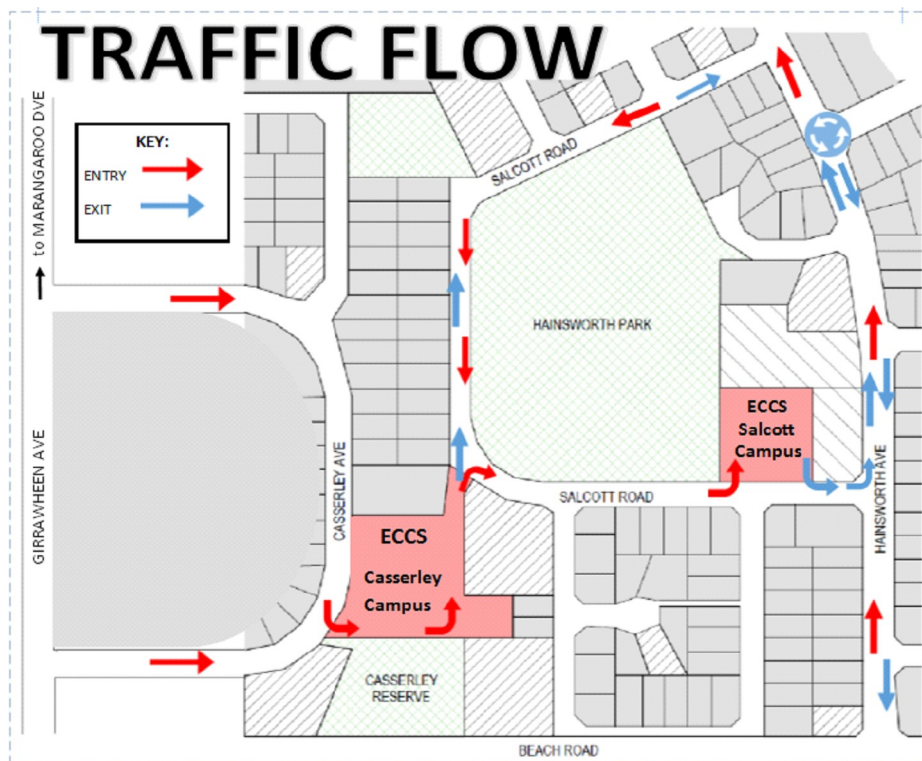 TRAFFIC FLOW
to MARANGAROO DVE
KEY:
ENTRY
EXIT
SALCOTT ROAD
HAINSWORTH PARK
GIRRAWHEEN AVE
CASSERLEY AVE
ECCS
Salcott
Campus
SALCOTT ROAD
HAINSWORTH AVE
ECCS
Casserley
Campus
CASSERLEY
RESERVE
BEACH ROAD